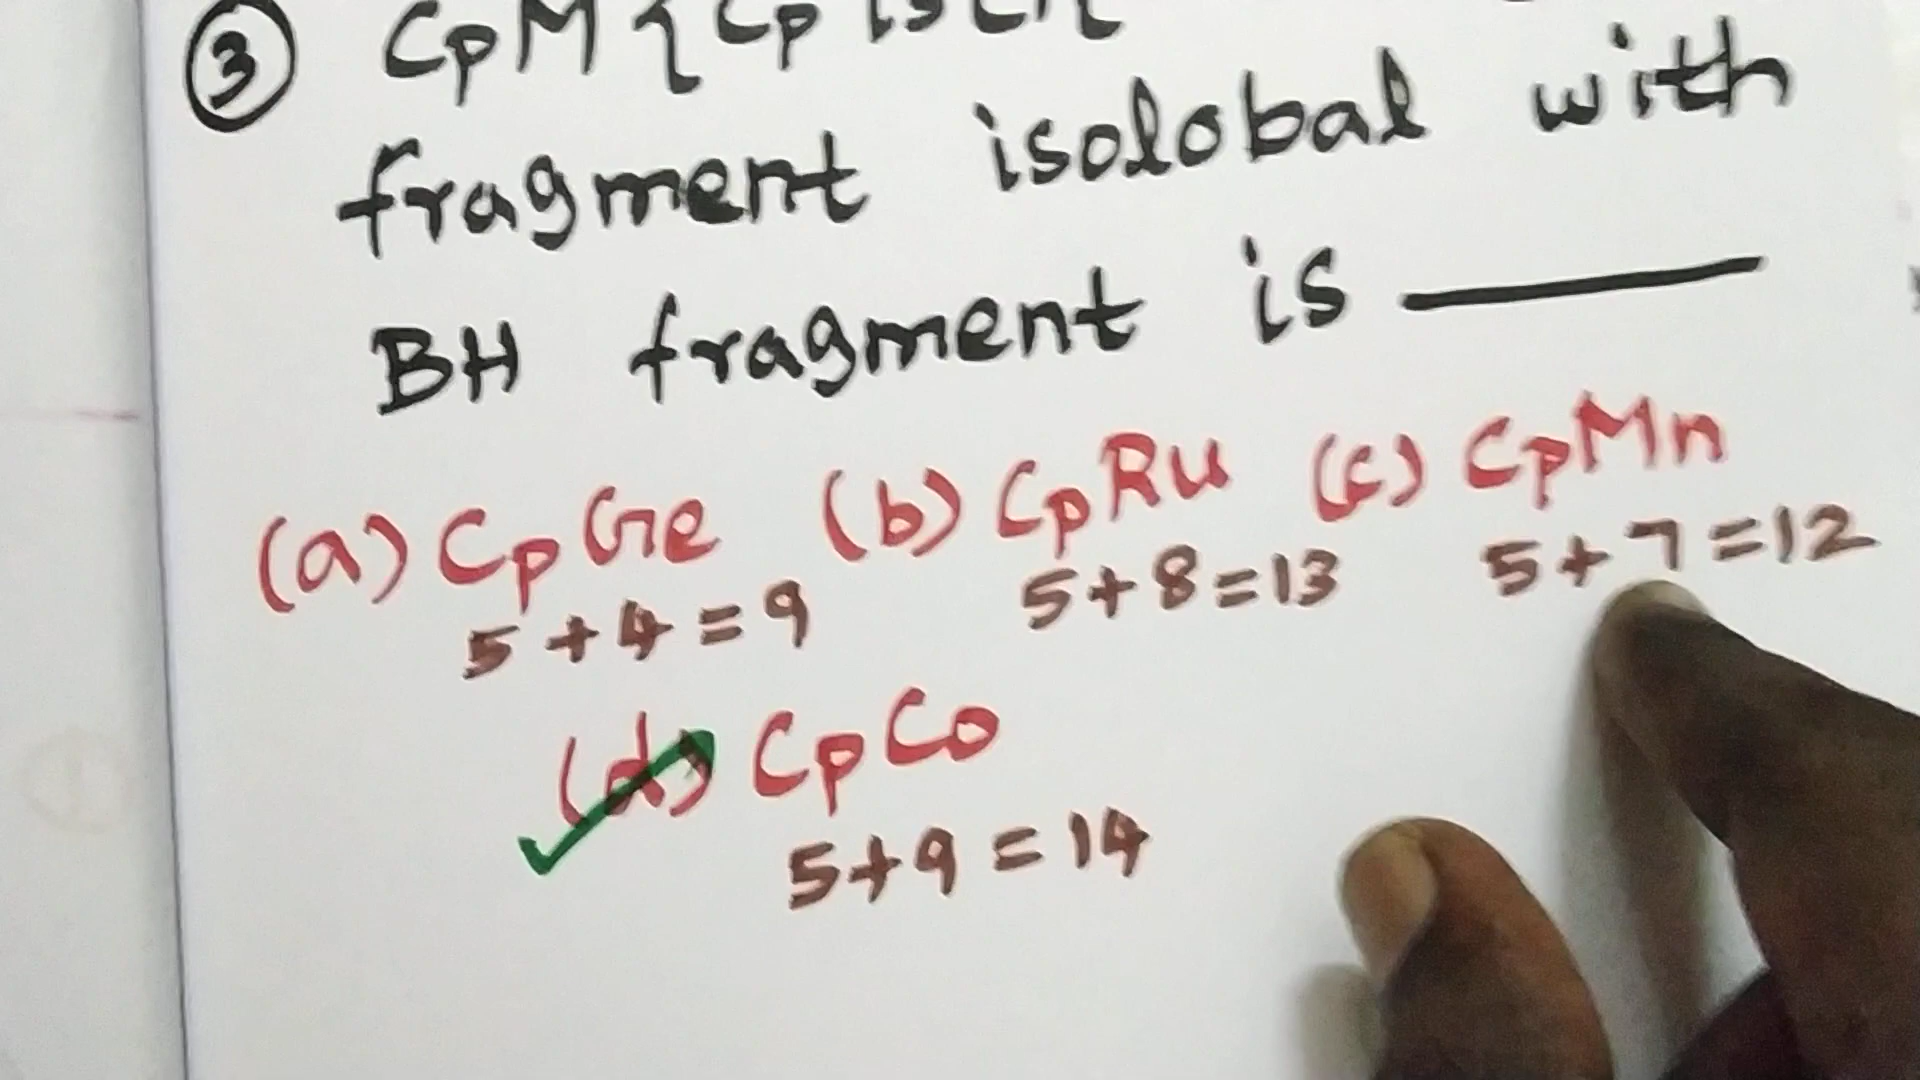 ③ CpM {Cp
fragment isolobal with
BH fragment is ———
(a) CpGe (b) CpRu (c) CpMn
5+4=9 5+8=13 5+7=12
(d) CpCo
5+9=14